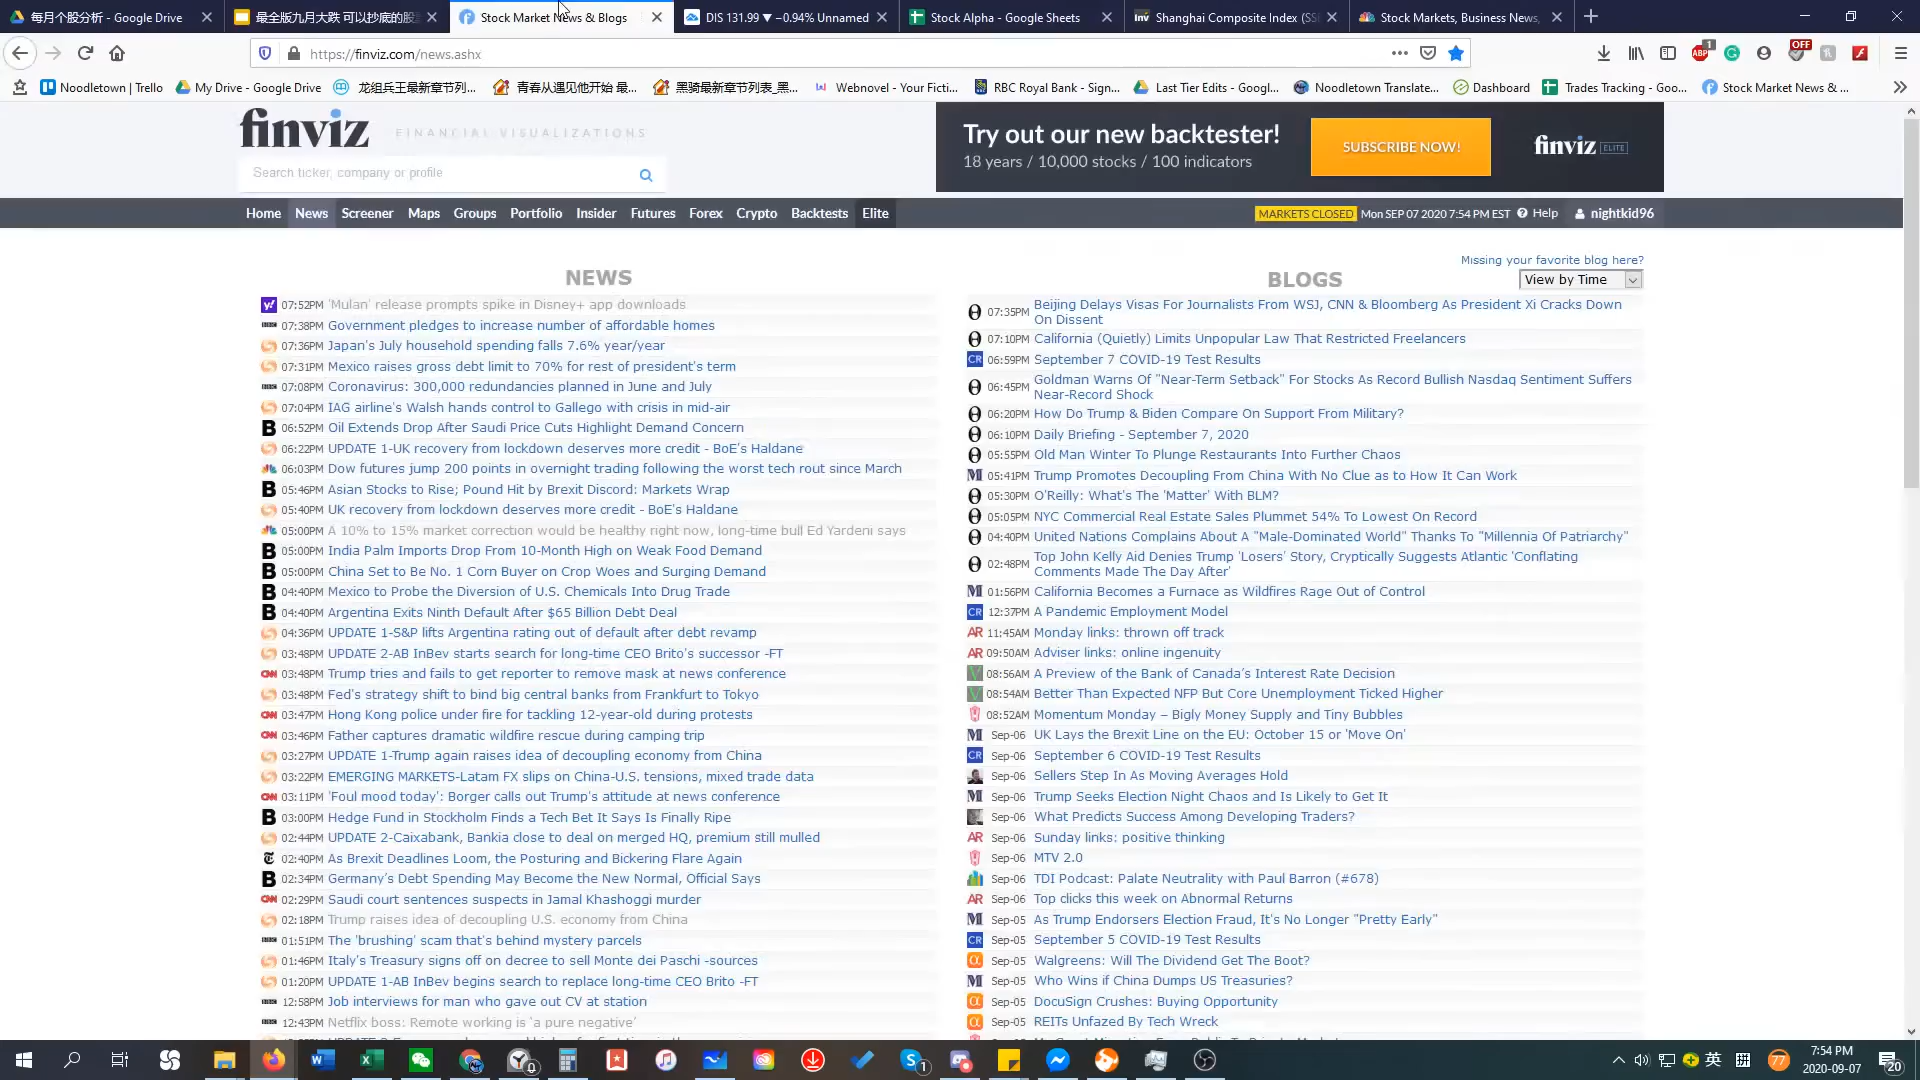 每月个股分析 - Google Drive
最全版九月大跌 可以抄底的股
Stock Market News & Blogs
DIS 131.99 ▼ −0.94% Unnamed
Stock Alpha - Google Sheets
Shanghai Composite Index (SS
Stock Markets, Business News,
https://finviz.com/news.ashx
Noodletown | Trello
My Drive - Google Drive
龙组兵王最新章节列...
青春从遇见他开始 最...
黑骑最新章节列表_黑...
Webnovel - Your Ficti...
RBC Royal Bank - Sign...
Last Tier Edits - Googl...
Noodletown Translate...
Dashboard
Trades Tracking - Goo...
Stock Market News & ...
finviz FINANCIAL VISUALIZATIONS
Search ticker, company or profile
Try out our new backtester!
18 years / 10,000 stocks / 100 indicators
SUBSCRIBE NOW!
finviz ELITE
Home News Screener Maps Groups Portfolio Insider Futures Forex Crypto Backtests Elite
MARKETS CLOSED Mon SEP 07 2020 7:54 PM EST Help nightkid96
NEWS
07:52PM 'Mulan' release prompts spike in Disney+ app downloads
07:38PM Government pledges to increase number of affordable homes
07:36PM Japan's July household spending falls 7.6% year/year
07:31PM Mexico raises gross debt limit to 70% for rest of president's term
07:08PM Coronavirus: 300,000 redundancies planned in June and July
07:04PM IAG airline's Walsh hands control to Gallego with crisis in mid-air
06:52PM Oil Extends Drop After Saudi Price Cuts Highlight Demand Concern
06:22PM UPDATE 1-UK recovery from lockdown deserves more credit - BoE's Haldane
06:03PM Dow futures jump 200 points in overnight trading following the worst tech rout since March
05:46PM Asian Stocks to Rise; Pound Hit by Brexit Discord: Markets Wrap
05:40PM UK recovery from lockdown deserves more credit - BoE's Haldane
05:00PM A 10% to 15% market correction would be healthy right now, long-time bull Ed Yardeni says
05:00PM India Palm Imports Drop From 10-Month High on Weak Food Demand
05:00PM China Set to Be No. 1 Corn Buyer on Crop Woes and Surging Demand
04:40PM Mexico to Probe the Diversion of U.S. Chemicals Into Drug Trade
04:40PM Argentina Exits Ninth Default After $65 Billion Debt Deal
04:36PM UPDATE 1-S&P lifts Argentina rating out of default after debt revamp
03:48PM UPDATE 2-AB InBev starts search for long-time CEO Brito's successor -FT
03:48PM Trump tries and fails to get reporter to remove mask at news conference
03:48PM Fed's strategy shift to bind big central banks from Frankfurt to Tokyo
03:47PM Hong Kong police under fire for tackling 12-year-old during protests
03:46PM Father captures dramatic wildfire rescue during camping trip
03:27PM UPDATE 1-Trump again raises idea of decoupling economy from China
03:22PM EMERGING MARKETS-Latam FX slips on China-U.S. tensions, mixed trade data
03:11PM 'Foul mood today': Borger calls out Trump's attitude at news conference
03:00PM Hedge Fund in Stockholm Finds a Tech Bet It Says Is Finally Ripe
02:44PM UPDATE 2-Caixabank, Bankia close to deal on merged HQ, premium still mulled
02:40PM As Brexit Deadlines Loom, the Posturing and Bickering Flare Again
02:34PM Germany's Debt Spending May Become the New Normal, Official Says
02:29PM Saudi court sentences suspects in Jamal Khashoggi murder
02:18PM Trump raises idea of decoupling U.S. economy from China
01:51PM The 'brushing' scam that's behind mystery parcels
01:46PM Italy's Treasury signs off on decree to sell Monte dei Paschi -sources
01:20PM UPDATE 1-AB InBev begins search to replace long-time CEO Brito -FT
12:58PM Job interviews for man who gave out CV at station
12:43PM Netflix boss: Remote working is 'a pure negative'
Missing your favorite blog here?
BLOGS
View by Time
07:35PM Beijing Delays Visas For Journalists From WSJ, CNN & Bloomberg As President Xi Cracks Down
On Dissent
07:10PM California (Quietly) Limits Unpopular Law That Restricted Freelancers
06:59PM September 7 COVID-19 Test Results
06:45PM Goldman Warns Of "Near-Term Setback" For Stocks As Record Bullish Nasdaq Sentiment Suffers
Near-Record Shock
06:20PM How Do Trump & Biden Compare On Support From Military?
06:10PM Daily Briefing - September 7, 2020
05:55PM Old Man Winter To Plunge Restaurants Into Further Chaos
05:41PM Trump Promotes Decoupling From China With No Clue as to How It Can Work
05:30PM O'Reilly: What's The 'Matter' With BLM?
05:05PM NYC Commercial Real Estate Sales Plummet 54% To Lowest On Record
04:40PM United Nations Complains About A "Male-Dominated World" Thanks To "Millennia Of Patriarchy"
02:48PM Top John Kelly Aid Denies Trump 'Losers' Story, Cryptically Suggests Atlantic 'Conflating
Comments Made The Day After'
01:56PM California Becomes a Furnace as Wildfires Rage Out of Control
12:37PM A Pandemic Employment Model
11:45AM Monday links: thrown off track
09:50AM Adviser links: online ingenuity
08:56AM A Preview of the Bank of Canada's Interest Rate Decision
08:54AM Better Than Expected NFP But Core Unemployment Ticked Higher
08:52AM Momentum Monday – Bigly Money Supply and Tiny Bubbles
Sep-06 UK Lays the Brexit Line on the EU: October 15 or 'Move On'
Sep-06 September 6 COVID-19 Test Results
Sep-06 Sellers Step In As Moving Averages Hold
Sep-06 Trump Seeks Election Night Chaos and Is Likely to Get It
Sep-06 What Predicts Success Among Developing Traders?
Sep-06 Sunday links: positive thinking
Sep-06 MTV 2.0
Sep-06 TDI Podcast: Palate Neutrality with Paul Barron (#678)
Sep-06 Top clicks this week on Abnormal Returns
Sep-05 As Trump Endorsers Election Fraud, It's No Longer "Pretty Early"
Sep-05 September 5 COVID-19 Test Results
Sep-05 Walgreens: Will The Dividend Get The Boot?
Sep-05 Who Wins if China Dumps US Treasuries?
Sep-05 DocuSign Crushes: Buying Opportunity
Sep-05 REITs Unfazed By Tech Wreck
英 拼 77
7:54 PM
2020-09-07
20